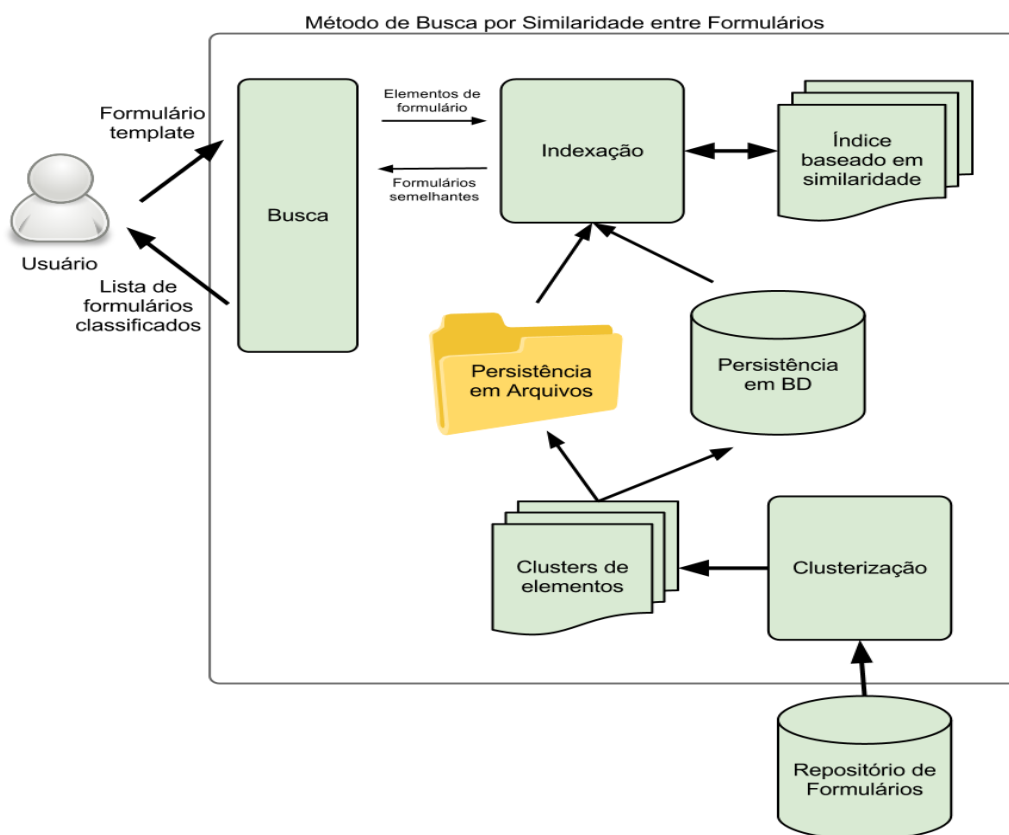 Método de Busca por Similaridade entre Formulários
Formulário
template
Usuário
Lista de
formulários
classificados
Busca
Elementos de
formulário
Formulários
semelhantes
Indexação
Índice
baseado em
similaridade
Persistência
em Arquivos
Persistência
em BD
Clusters de
elementos
Clusterização
Repositório de
Formulários